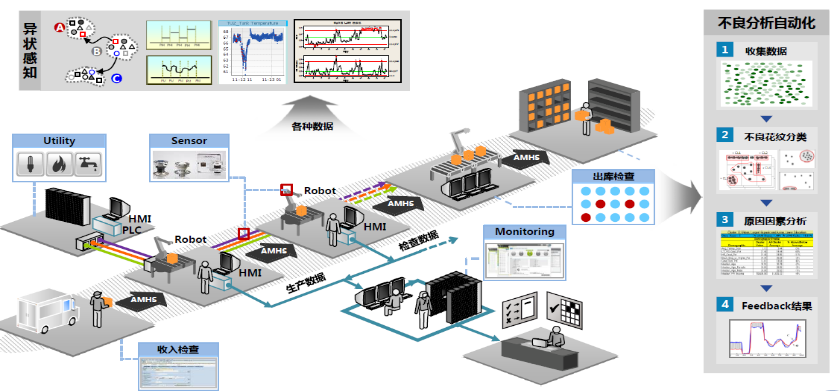 异状感知
A
B
C
各种数据
Utility
Sensor
HMI
PLC
Robot
HMI
Robot
HMI
AMHS
AMHS
AMHS
AMHS
出库检查
检查数据
生产数据
Monitoring
收入检查
不良分析自动化
1 收集数据
2 不良花纹分类
3 原因因素分析
4 Feedback结果